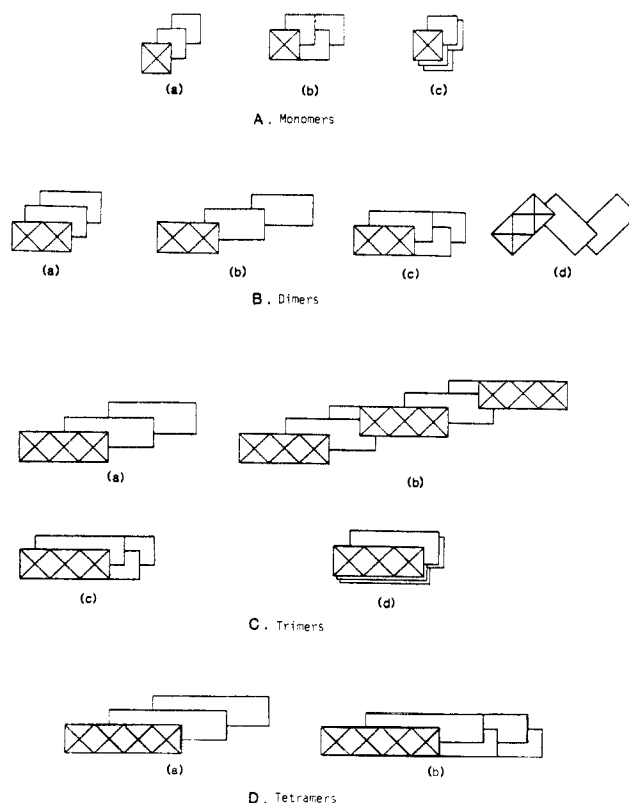 (a) (b) (c)
A. Monomers
(a) (b) (c) (d)
B. Dimers
(a) (b)
(c) (d)
C. Trimers
(a) (b)
D. Tetramers